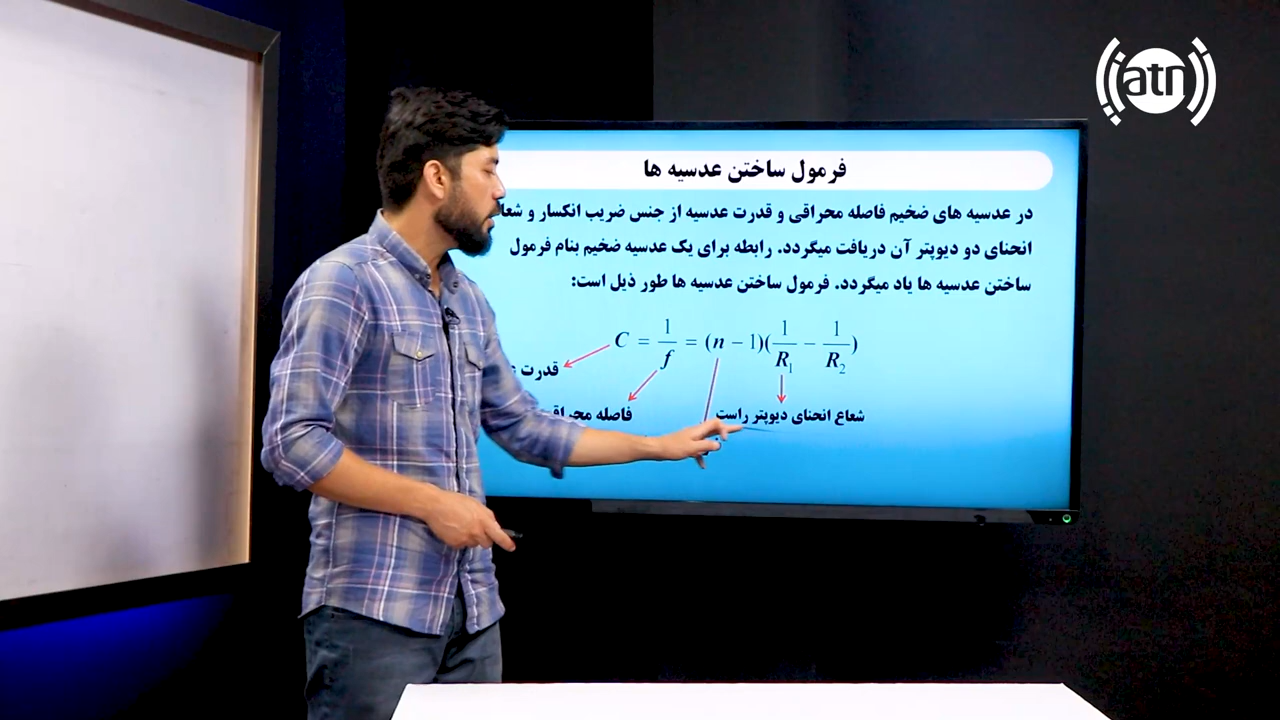 atn
فرمول ساختن عدسیه ها
در عدسیه های ضخیم فاصله محراقی و قدرت عدسیه از جنس ضریب انکسار و
انحنای دو دیوپتر آن دریافت میگردد. رابطه برای یک عدسیه ضخیم بنام فرمول
ساختن عدسیه ها یاد میگردد. فرمول ساختن عدسیه ها طور ذیل است:
C = 1/f = (n − 1)(1/R₁ − 1/R₂)
قدرت
شعاع انحنای دیوپتر راست
فاصله